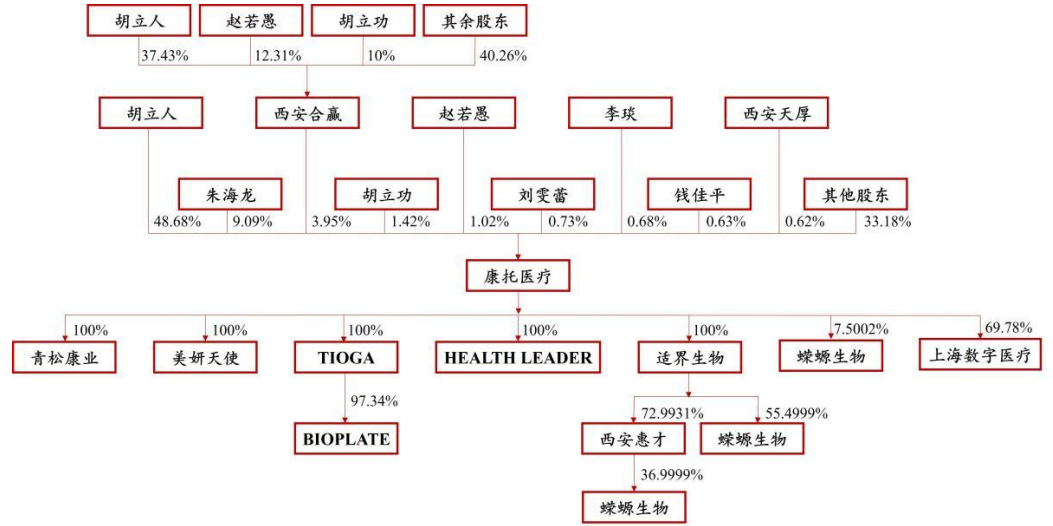 胡立人 赵若愚 胡立功 其余股东
37.43% 12.31% 10% 40.26%
胡立人 西安合赢 赵若愚 李琰 西安天厚
朱海龙 胡立功 刘雯蕾 钱佳平 其他股东
48.68% 9.09% 3.95% 1.42% 1.02% 0.73% 0.68% 0.63% 0.62% 33.18%
康拓医疗
100% 100% 100% 100% 100% 7.5002% 69.78%
青松康业 美妍天使 TIOGA HEALTH LEADER 适界生物 蝾螈生物 上海数字医疗
97.34% 72.9931% 55.4999%
BIOPLATE 西安惠才 蝾螈生物
36.9999%
蝾螈生物